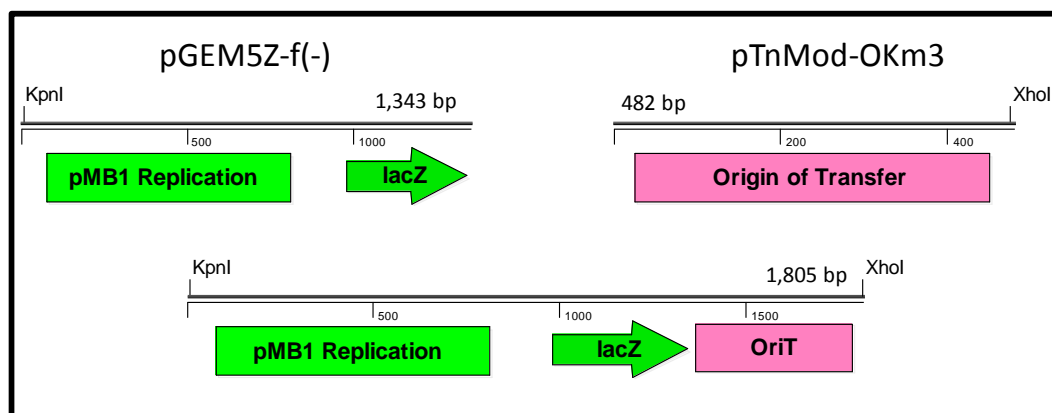 pGEM5Z-f(-)
pTnMod-OKm3
KpnI
1,343 bp
500
1000
pMB1 Replication
lacZ
482 bp
XhoI
200
400
Origin of Transfer
KpnI
1,805 bp
XhoI
500
1000
1500
pMB1 Replication
lacZ
OriT